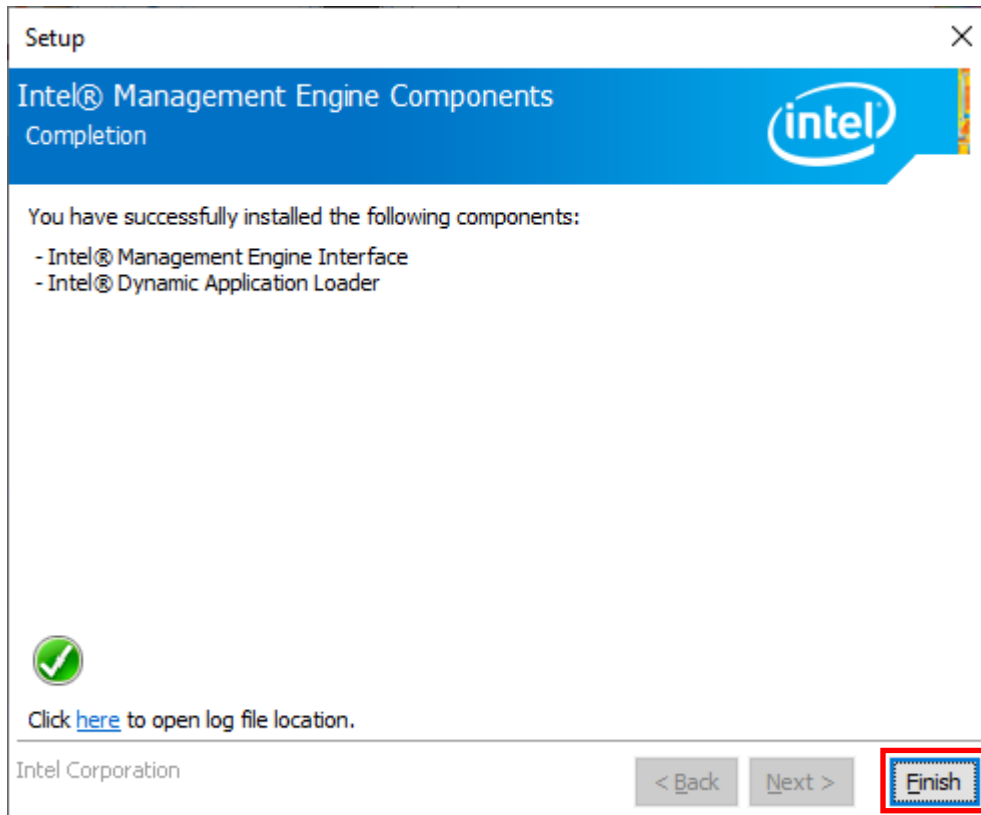 Setup
Intel® Management Engine Components
Completion
intel
You have successfully installed the following components:
- Intel® Management Engine Interface
- Intel® Dynamic Application Loader
Click here to open log file location.
Intel Corporation
< Back Next > Finish